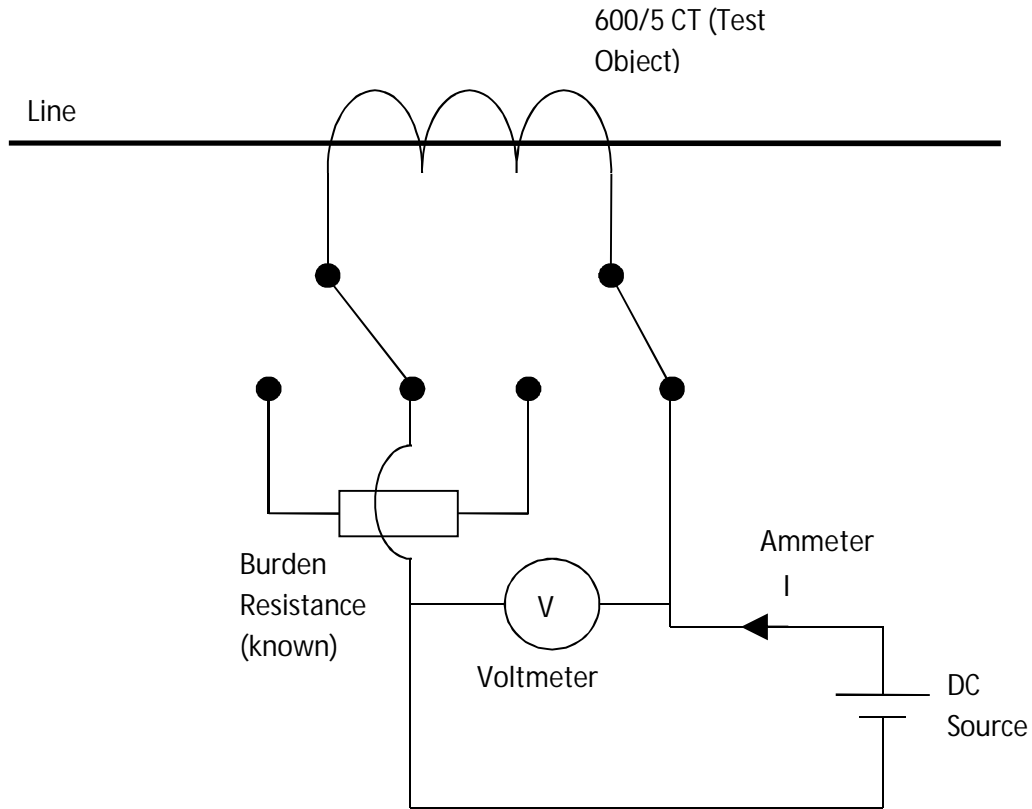 600/5 CT (Test
Object)
Line
Burden
Resistance
(known)
Ammeter
I
V
Voltmeter
DC
Source